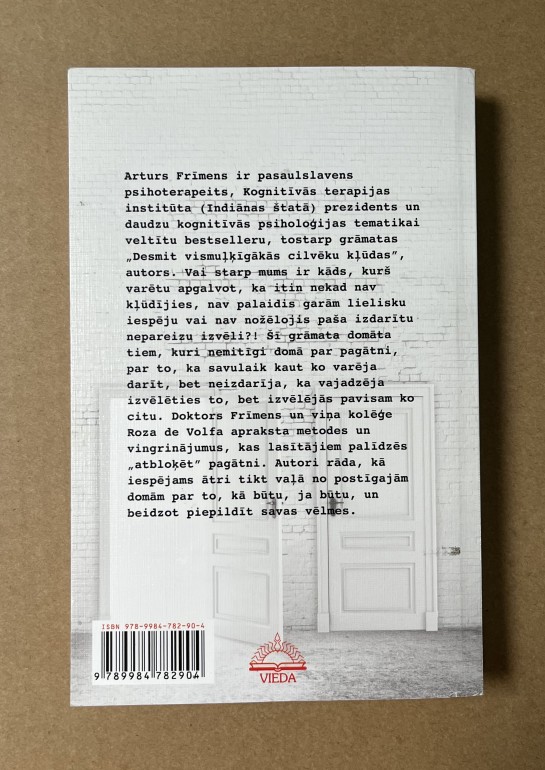 Arturs Frīmens ir pasaulslavens
psihoterapeits, Kognitīvās terapijas
institūta (Indiānas štatā) prezidents un
daudzu kognitīvās psiholoģijas tematikai
veltītu bestselleru, tostarp grāmatas
„Desmit vismuļķīgākās cilvēku kļūdas”,
autors. Vai starp mums ir kāds, kurš
varētu apgalvot, ka itin nekad nav
kļūdījies, nav palaidis garām lielisku
iespēju vai nav nožēlojis paša izdarītu
nepareizu izvēli?! Šī grāmata domāta
tiem, kuri nemitīgi domā par pagātni,
par to, ka savulaik kaut ko varēja
darīt, bet neizdarīja, ka vajadzēja
izvēlēties to, bet izvēlējās pavisam ko
citu. Doktors Frīmens un viņa kolēģe
Roza de Volfa apraksta metodes un
vingrinājumus, kas lasītājiem palīdzēs
„atbloķēt” pagātni. Autori rāda, kā
iespējams ātri tikt vaļā no postīgajām
domām par to, kā būtu, ja būtu, un
beidzot piepildīt savas vēlmes.
ISBN 978-9984-782-90-4
9 789984 782904
VIEDA